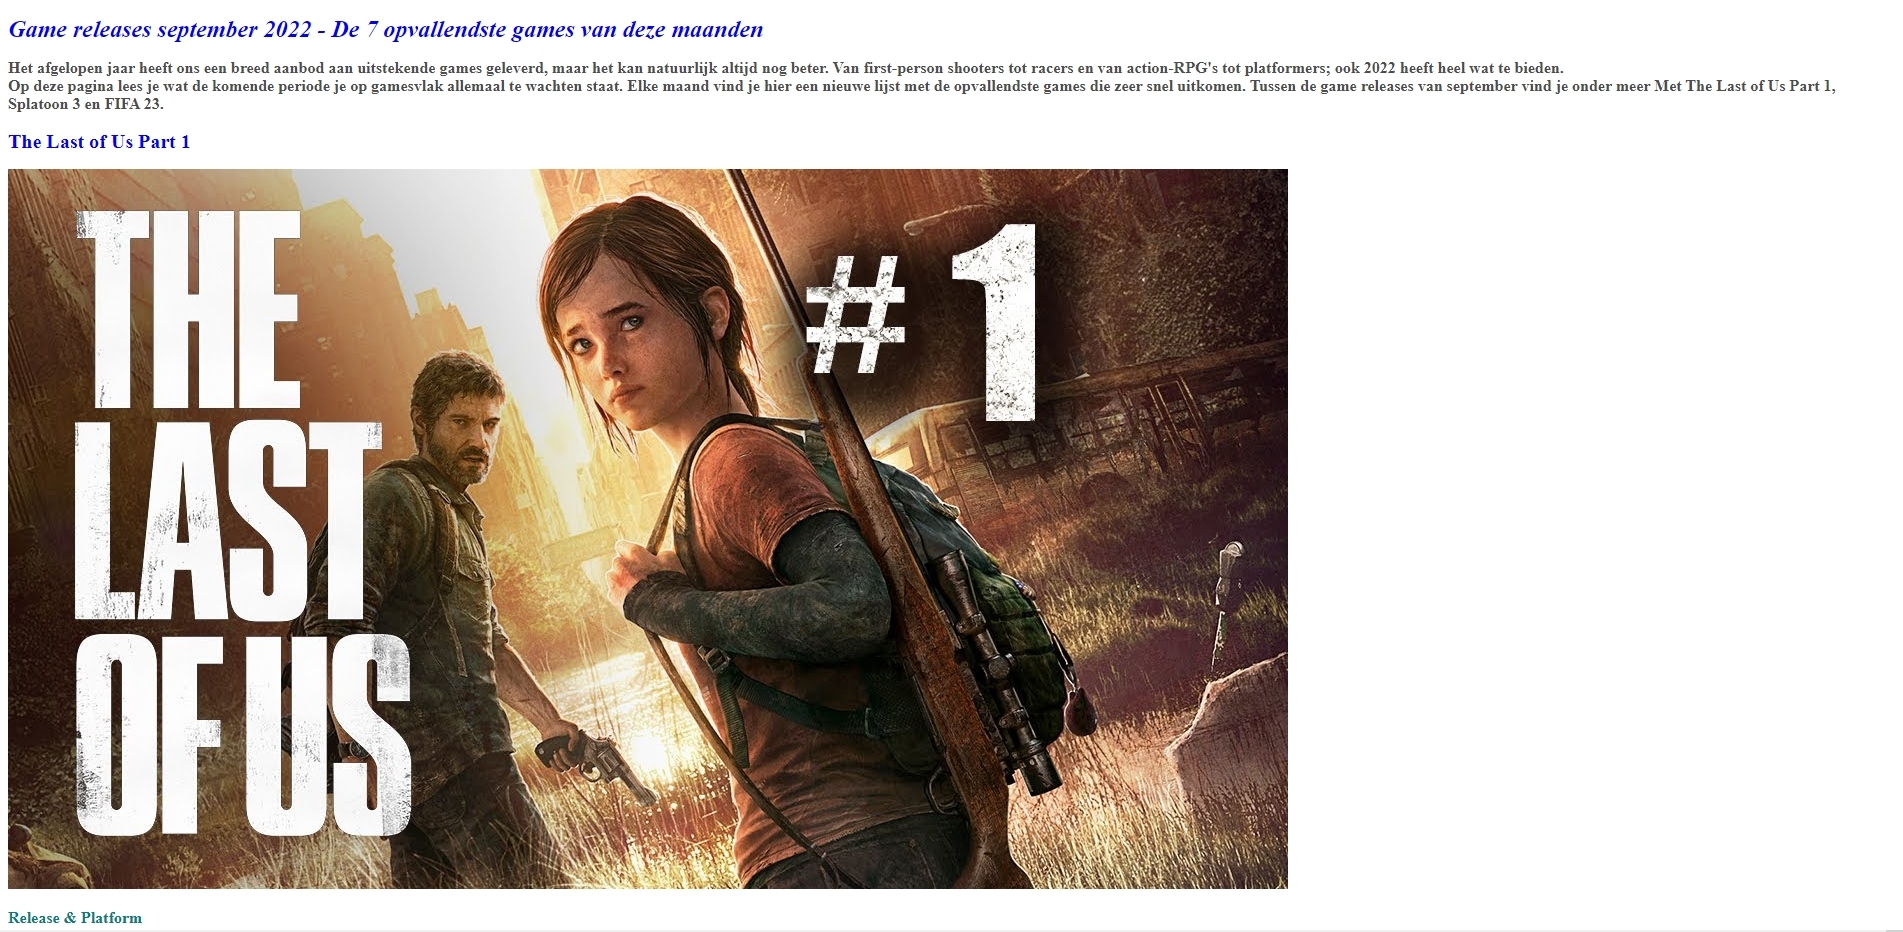 Game releases september 2022 - De 7 opvallendste games van deze maanden
Het afgelopen jaar heeft ons een breed aanbod aan uitstekende games geleverd, maar het kan natuurlijk altijd nog beter. Van first-person shooters tot racers en van action-RPG's tot platformers; ook 2022 heeft heel wat te bieden.
Op deze pagina lees je wat de komende periode je op gamesvlak allemaal te wachten staat. Elke maand vind je hier een nieuwe lijst met de opvallendste games die zeer snel uitkomen. Tussen de game releases van september vind je onder meer Met The Last of Us Part 1,
Splatoon 3 en FIFA 23.
The Last of Us Part 1
THE
LAST
OF US
# 1
Release & Platform